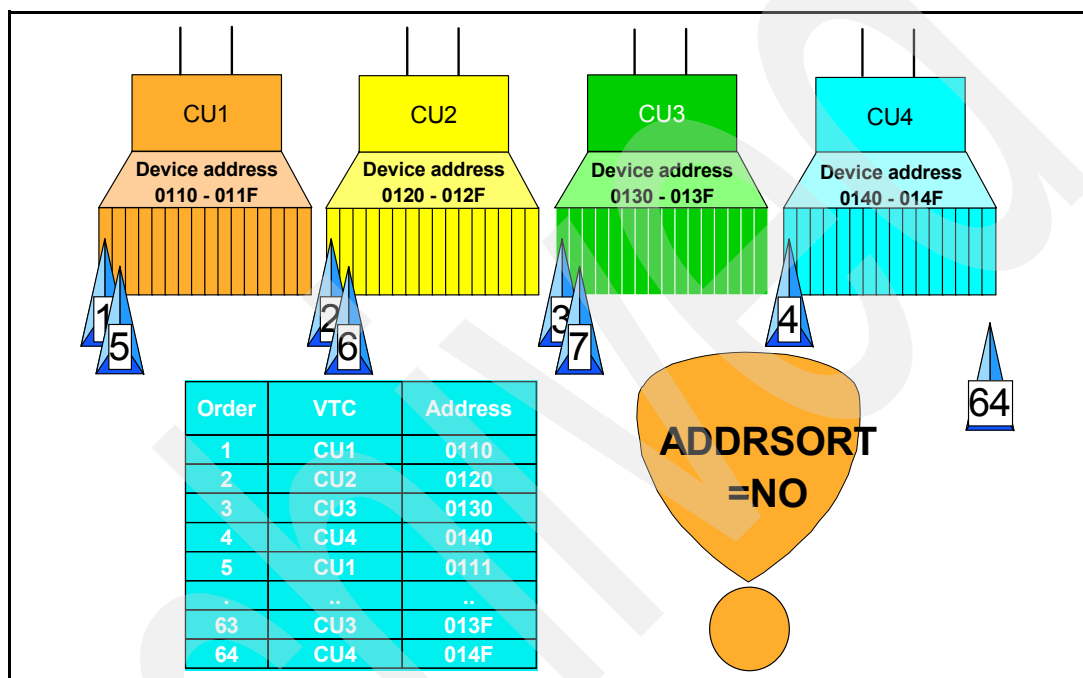 CU1
CU2
CU3
CU4
Device address
0110 - 011F
Device address
0120 - 012F
Device address
0130 - 013F
Device address
0140 - 014F
1
5
2
6
3
7
4
64
Order VTC Address
1 CU1 0110
2 CU2 0120
3 CU3 0130
4 CU4 0140
5 CU1 0111
. .. ..
63 CU3 013F
64 CU4 014F
ADDRSORT
=NO